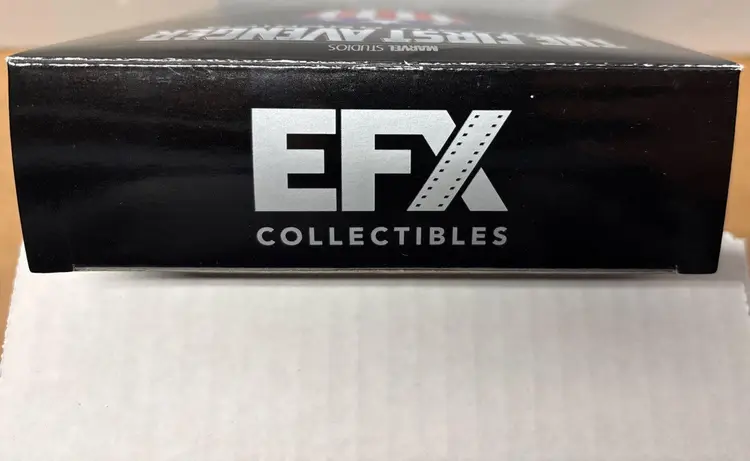 MARVEL STUDIOS
THE FIRST AVENGER
EFX
COLLECTIBLES